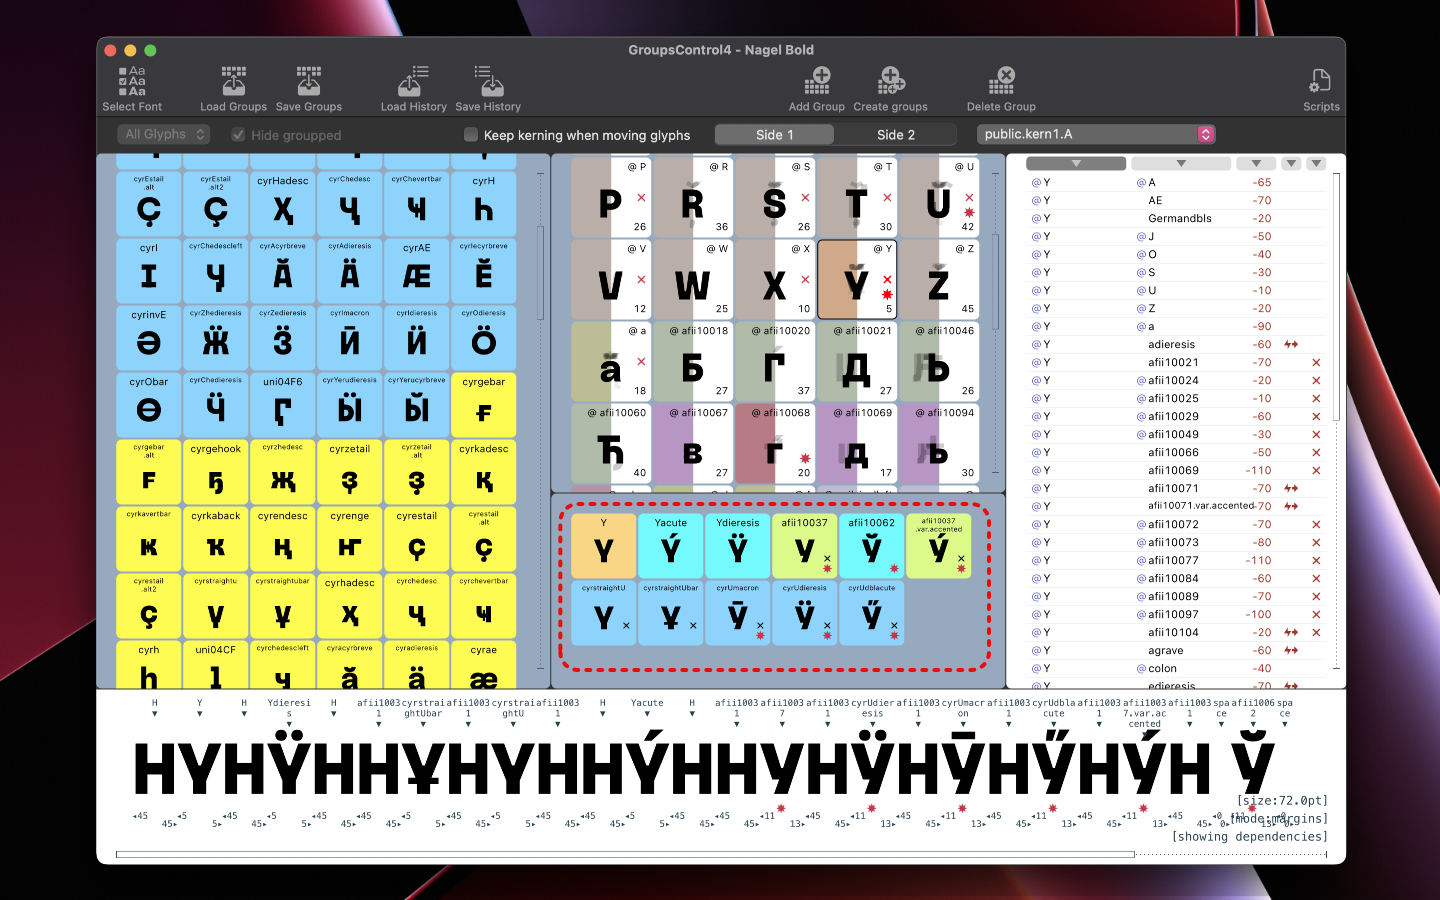 GroupsControl4 - Nagel Bold
Select Font
Load Groups
Save Groups
Load History
Save History
Add Group
Create groups
Delete Group
Scripts
All Glyphs
Hide groupped
Keep kerning when moving glyphs
Side 1
Side 2
public.kern1.A
cyrEstail .alt
cyrEstail .alt2
cyrHadesc
cyrChedesc
cyrChevertbar
cyrH
Ҫ Ҫ Ҳ Ҷ Ҹ Һ
cyrI
cyrChedescleft
cyrAcyrbreve
cyrAdieresis
cyrAE
cyrIecyrbreve
І Ӌ Ӑ Ӓ Ӕ Ӗ
cyrinvE
cyrZhedieresis
cyrZedieresis
cyrImacron
cyrIdieresis
cyrOdieresis
Ә Ӝ Ӟ Ӣ Ӥ Ӧ
cyrObar
cyrChedieresis
uni04F6
cyrYerudieresis
cyrYerucyrbreve
cyrgebar
Ө Ӵ Ӷ Ӹ Ы̆ ғ
cyrgebar .alt
cyrgehook
cyrzhedesc
cyrzetail
cyrzetail .alt
cyrkadesc
ғ ҕ җ ҙ ҙ қ
cyrkavertbar
cyrkaback
cyrendesc
cyrenge
cyrestail
cyrestail .alt
ҝ ҡ ң ҥ ҫ ҫ
cyrestail .alt2
cyrstraightu
cyrstraightubar
cyrhadesc
cyrchedesc
cyrchevertbar
ҫ ү ұ ҳ ҷ ҹ
cyrh
uni04CF
cyrchedescleft
cyracyrbreve
cyradieresis
cyrae
һ ӏ ӌ ӑ ӓ ӕ
@ P
@ R
@ S
@ T
@ U
P Ř Š T U
26 36 26 30 42
@ V
@ W
@ X
@ Y
@ Z
V W X Y Ž
12 25 10 5 45
@ a
@ afii10018
@ afii10020
@ afii10021
@ afii10046
ă Б Г Д Њ
18 27 37 27 26
@ afii10060
@ afii10067
@ afii10068
@ afii10069
@ afii10094
Ћ в г д њ
40 27 20 17 30
Y
Yacute
Ydieresis
afii10037
afii10062
afii10037 .var.accented
Y Ý Ÿ У Ў У́
cyrstraightU
cyrstraightUbar
cyrUmacron
cyrUdieresis
cyrUdblacute
Ү Ұ Ӯ Ӱ Ӳ
@ Y @ A -65
@ Y AE -70
@ Y Germandbls -20
@ Y @ J -50
@ Y @ O -40
@ Y @ S -30
@ Y @ U -10
@ Y @ Z -20
@ Y @ a -90
@ Y adieresis -60
@ Y @ afii10021 -70
@ Y @ afii10024 -20
@ Y @ afii10025 -10
@ Y @ afii10029 -60
@ Y @ afii10049 -30
@ Y afii10066 -50
@ Y @ afii10069 -110
@ Y afii10071 -70
@ Y afii10071.var.accented -70
@ Y @ afii10072 -70
@ Y @ afii10073 -80
@ Y @ afii10077 -110
@ Y @ afii10084 -60
@ Y @ afii10089 -70
@ Y @ afii10097 -100
@ Y afii10104 -20
@ Y agrave -60
@ Y @ colon -40
@ Y edieresis -70
H Y H Ydieresis H afii10031 cyrstraightUbar afii10031 cyrstraightU afii10031 H Yacute H afii10031 afii10037 afii10031 cyrUdieresis afii10031 cyrUmacron afii10031 cyrUdblacute afii10031 afii10037.var.accented afii10031 space afii10062 space
HYHŸHHҰHҮHHÝHHУHӰHӮHӲHУ́H Ў
[size:72.0pt]
[mode:margins]
[showing dependencies]